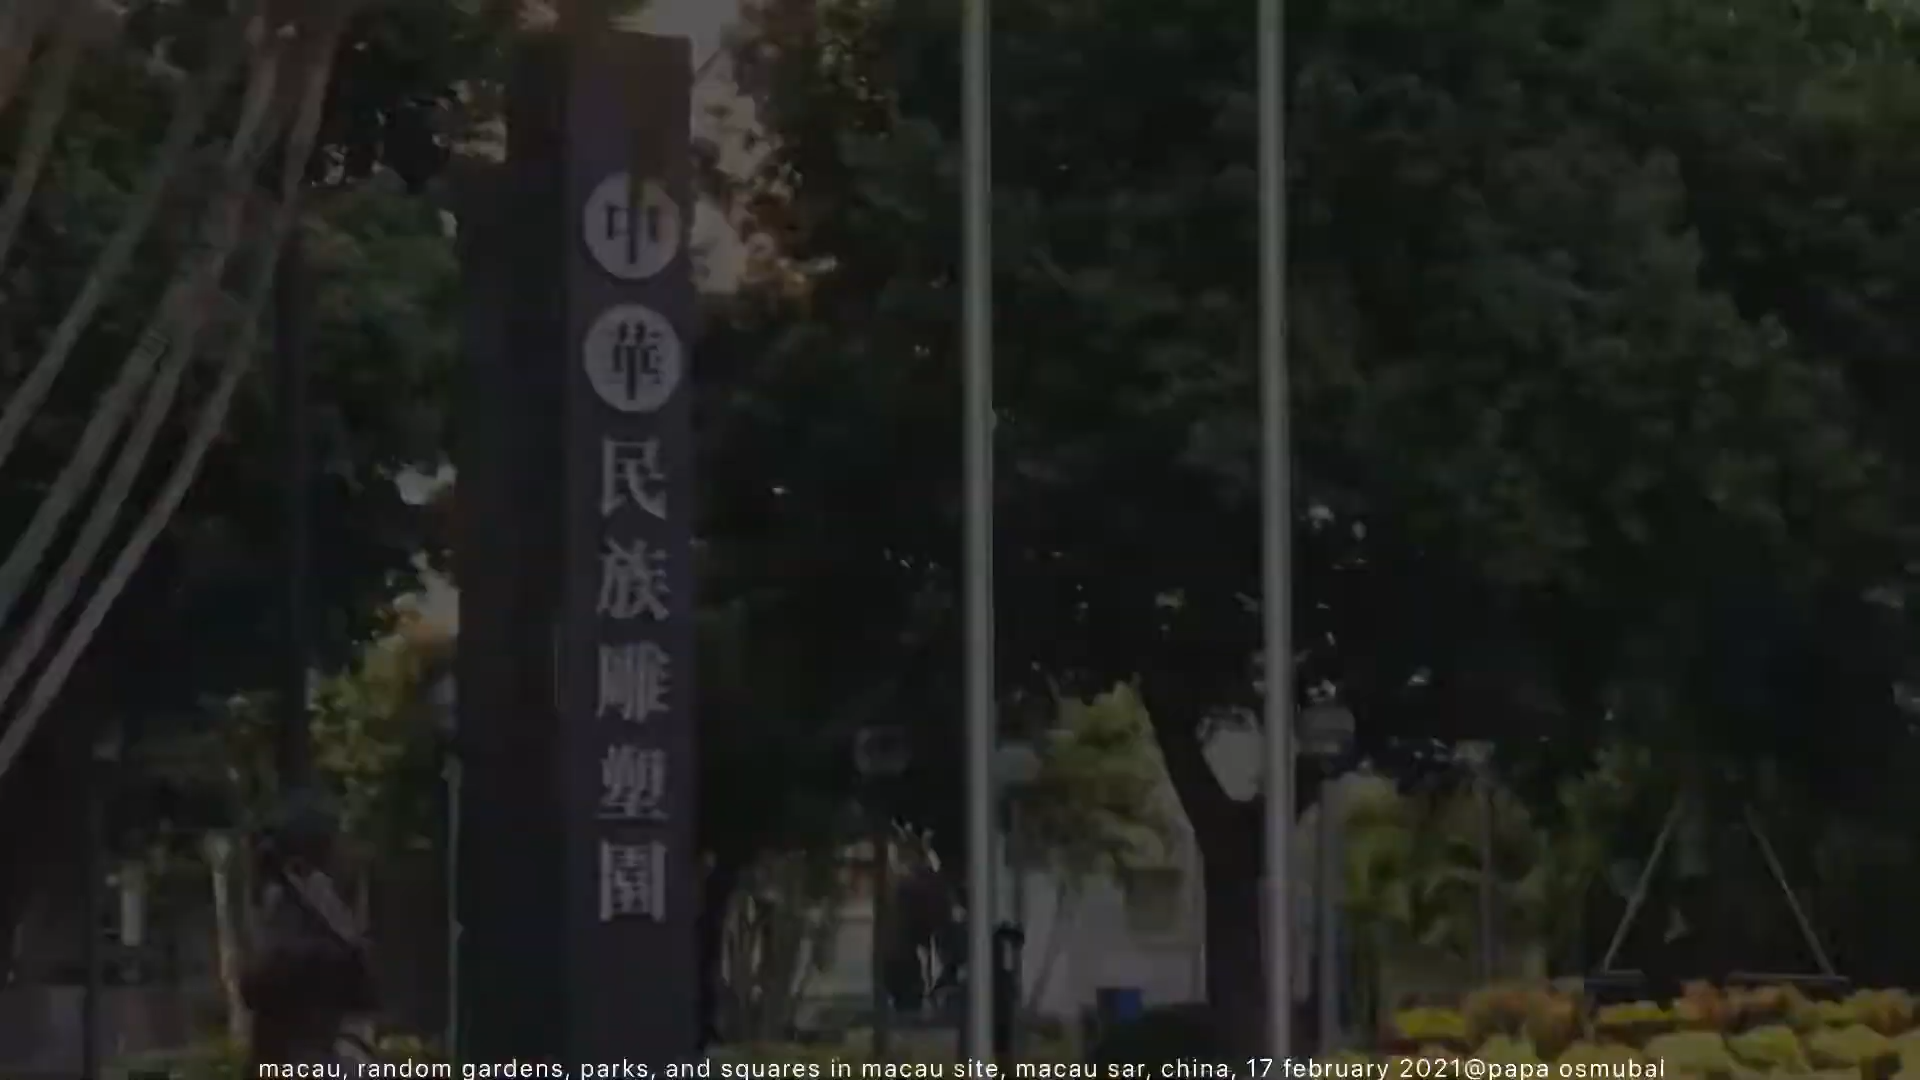 中華民族雕塑園
macau, random gardens, parks, and squares in macau site, macau sar, china, 17 february 2021@papa osmubal